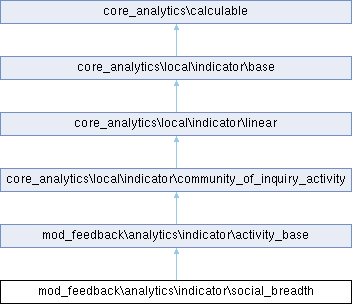 core_analytics\calculable
core_analytics\local\indicator\base
core_analytics\local\indicator\linear
core_analytics\local\indicator\community_of_inquiry_activity
mod_feedback\analytics\indicator\activity_base
mod_feedback\analytics\indicator\social_breadth